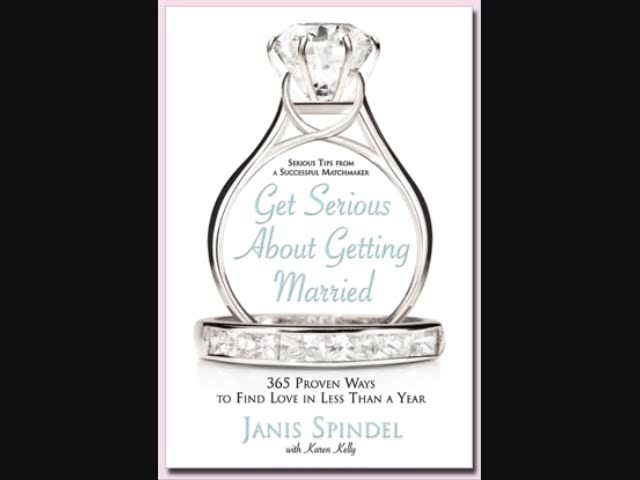 Serious Tips from
a Successful Matchmaker
Get Serious
About Getting
Married
365 Proven Ways
to Find Love in Less Than a Year
Janis Spindel
with Karen Kelly